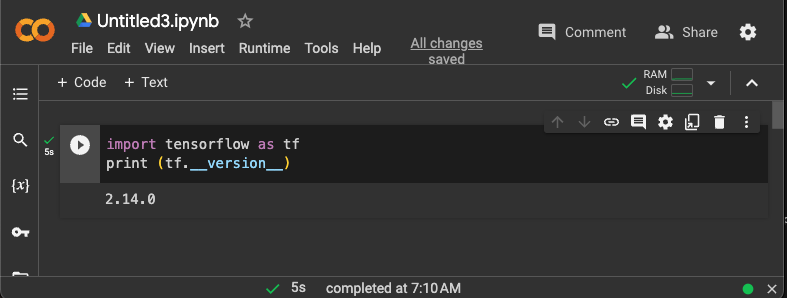 Untitled3.ipynb
Comment
Share
File Edit View Insert Runtime Tools Help
All changes
saved
+ Code + Text
RAM
Disk
5s
import tensorflow as tf
print (tf.__version__)
{x}
2.14.0
5s completed at 7:10 AM